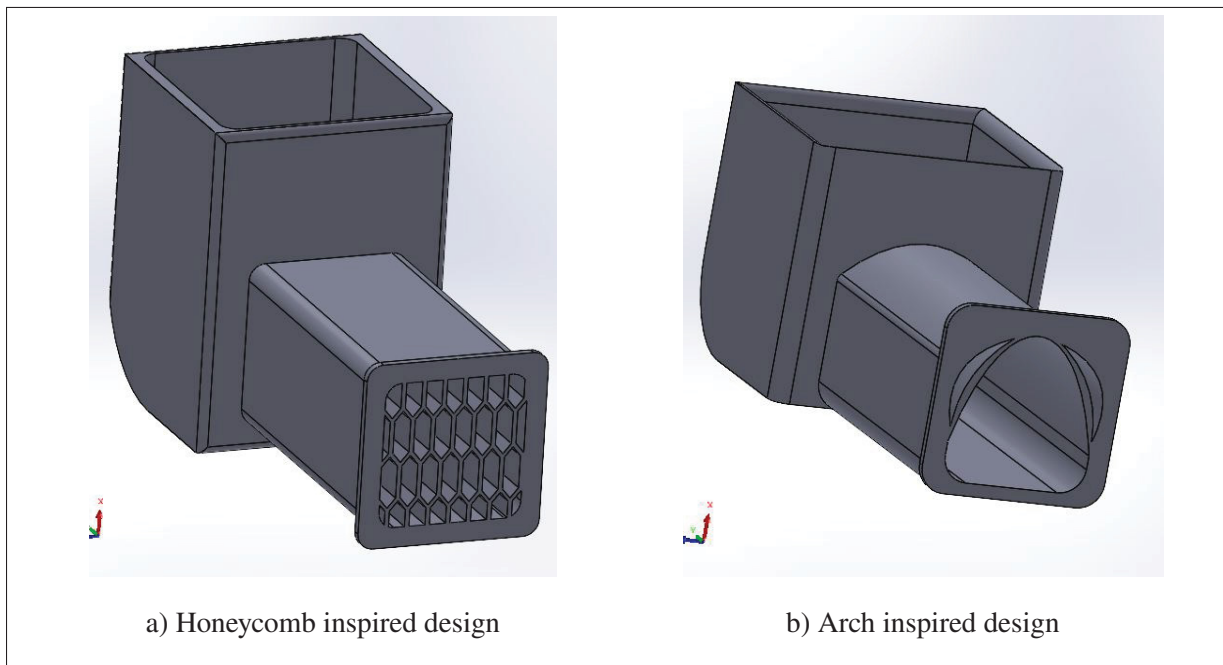 X
X
Y
a) Honeycomb inspired design
b) Arch inspired design